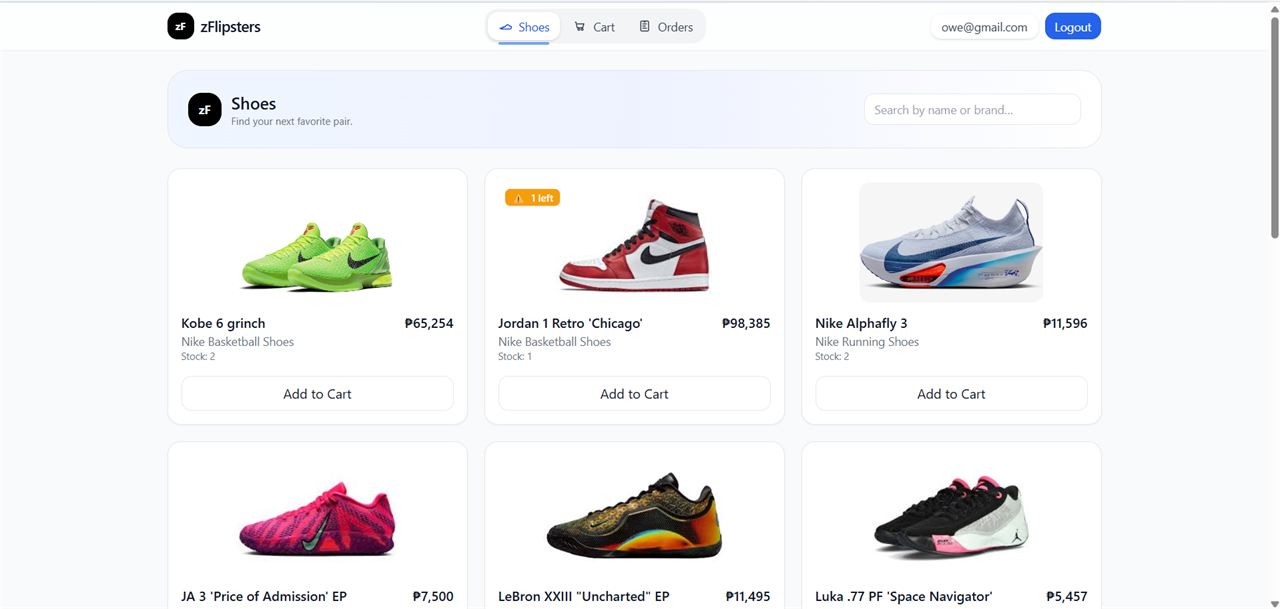 zF zFlipsters Shoes Cart Orders owe@gmail.com Logout
zF
Shoes
Find your next favorite pair.
Search by name or brand...
Kobe 6 grinch ₱65,254
Nike Basketball Shoes
Stock: 2
Add to Cart
1 left
Jordan 1 Retro 'Chicago' ₱98,385
Nike Basketball Shoes
Stock: 1
Add to Cart
Nike Alphafly 3 ₱11,596
Nike Running Shoes
Stock: 2
Add to Cart
JA 3 'Price of Admission' EP ₱7,500
LeBron XXIII "Uncharted" EP ₱11,495
Luka .77 PF 'Space Navigator' ₱5,457